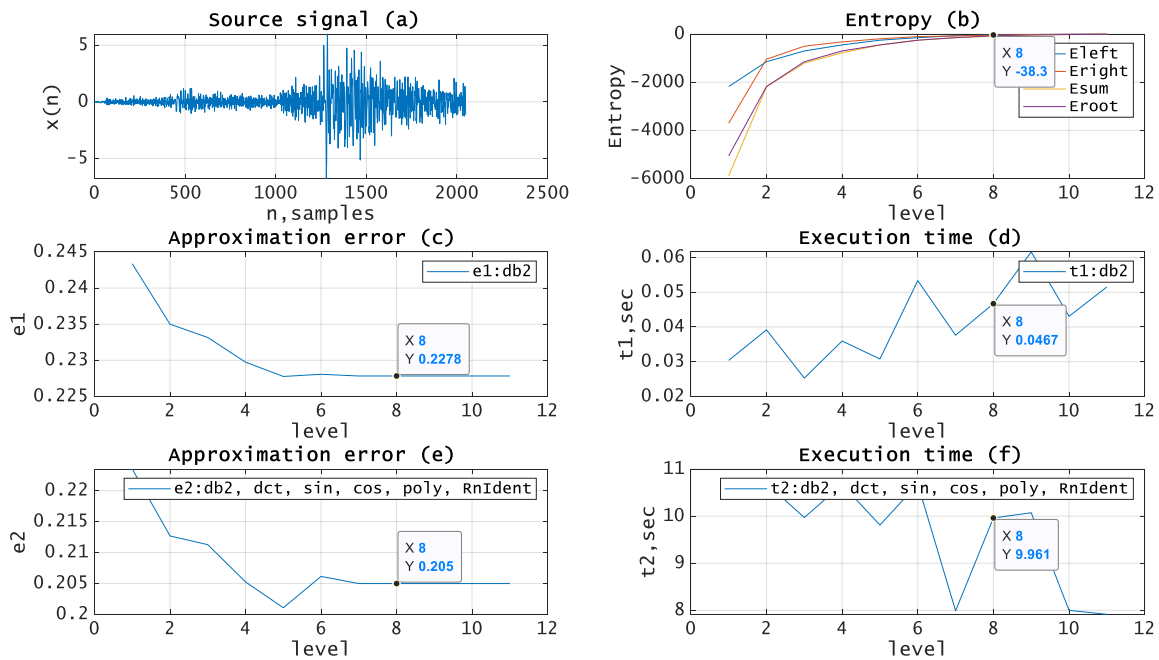 Source signal (a)
5
0
-5
x(n)
0
500
1000
1500
2000
2500
n,samples
Entropy (b)
0
-2000
-4000
-6000
Entropy
X 8
Y -38.3
Eleft
Eright
Esum
Eroot
0
2
4
6
8
10
12
level
Approximation error (c)
0.245
0.24
0.235
0.23
0.225
e1
e1:db2
X 8
Y 0.2278
0
2
4
6
8
10
12
level
Execution time (d)
0.06
0.05
0.04
0.03
0.02
t1,sec
t1:db2
X 8
Y 0.0467
0
2
4
6
8
10
12
level
Approximation error (e)
0.22
0.215
0.21
0.205
0.2
e2
e2:db2, dct, sin, cos, poly, RnIdent
X 8
Y 0.205
0
2
4
6
8
10
12
level
Execution time (f)
11
10
9
8
t2,sec
t2:db2, dct, sin, cos, poly, RnIdent
X 8
Y 9.961
0
2
4
6
8
10
12
level